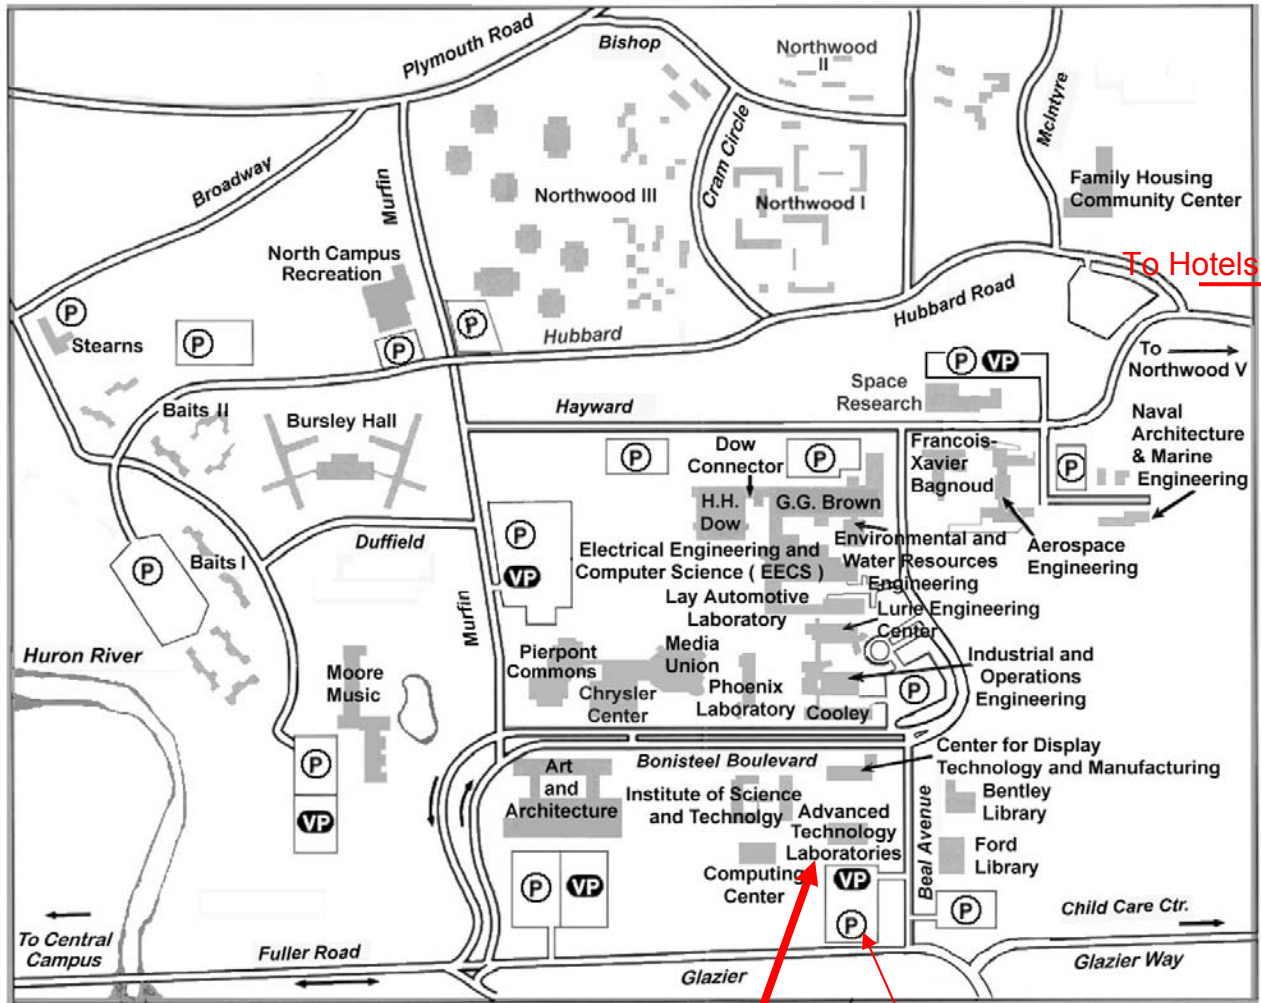 Plymouth Road
Bishop
Northwood
II
McIntyre
Cram Circle
Broadway
Murfin
Northwood III
Northwood I
Family Housing
Community Center
North Campus
Recreation
To Hotels
Hubbard Road
P
Stearns
P
P
P
Hubbard
To
Northwood V
P
VP
Space
Research
Baits II
Bursley Hall
Hayward
Naval
Architecture
& Marine
Engineering
Dow
Connector
P
P
Francois-
Xavier
Bagnoud
P
H.H.
Dow
G.G. Brown
P
VP
Duffield
Baits I
P
Electrical Engineering and
Computer Science ( EECS )
Environmental and
Water Resources
Engineering
Aerospace
Engineering
Lay Automotive
Laboratory
Lurie Engineering
Center
Murfin
Huron River
Moore
Music
Pierpont
Commons
Media
Union
Chrysler
Center
Phoenix
Laboratory
Cooley
P
Industrial and
Operations
Engineering
Bonisteel Boulevard
P
VP
Art
and
Architecture
Institute of Science
and Technolgy
Advanced
Technology
Laboratories
Center for Display
Technology and Manufacturing
Bentley
Library
Ford
Library
Beal Avenue
Computing
Center
P
VP
VP
P
P
Child Care Ctr.
To Central
Campus
Fuller Road
Glazier
Glazier Way